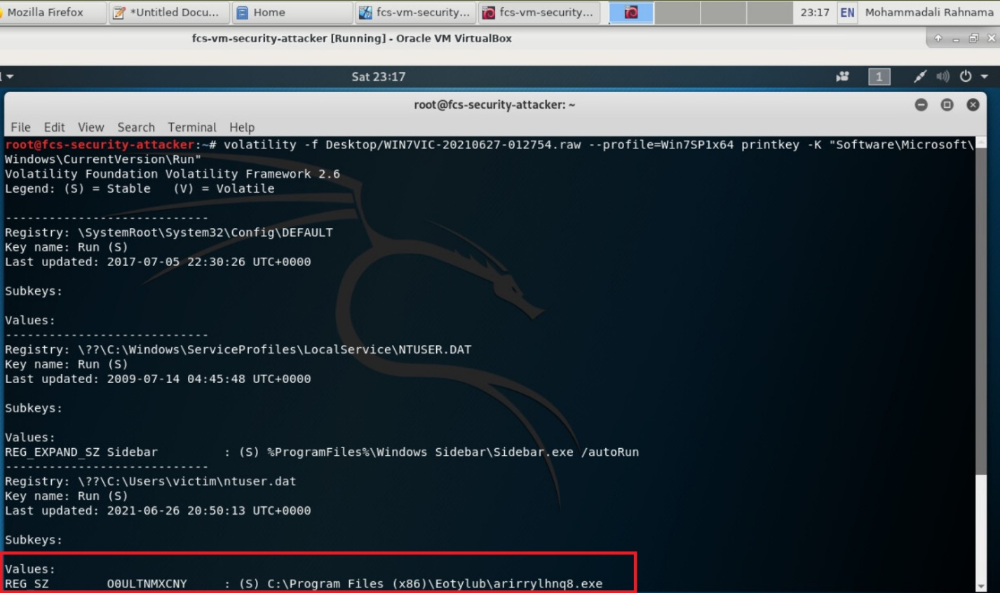 Mozilla Firefox
*Untitled Docu...
Home
fcs-vm-security...
fcs-vm-security...
23:17
EN
Mohammadali Rahnama
fcs-vm-security-attacker [Running] - Oracle VM VirtualBox
Sat 23:17
1
root@fcs-security-attacker: ~
File Edit View Search Terminal Help
root@fcs-security-attacker:~# volatility -f Desktop/WIN7VIC-20210627-012754.raw --profile=Win7SP1x64 printkey -K "Software\Microsoft\
Windows\CurrentVersion\Run"
Volatility Foundation Volatility Framework 2.6
Legend: (S) = Stable   (V) = Volatile
----------------------------
Registry: \SystemRoot\System32\Config\DEFAULT
Key name: Run (S)
Last updated: 2017-07-05 22:30:26 UTC+0000
Subkeys:
Values:
----------------------------
Registry: \??\C:\Windows\ServiceProfiles\LocalService\NTUSER.DAT
Key name: Run (S)
Last updated: 2009-07-14 04:45:48 UTC+0000
Subkeys:
Values:
REG_EXPAND_SZ Sidebar         : (S) %ProgramFiles%\Windows Sidebar\Sidebar.exe /autoRun
----------------------------
Registry: \??\C:\Users\victim\ntuser.dat
Key name: Run (S)
Last updated: 2021-06-26 20:50:13 UTC+0000
Subkeys:
Values:
REG_SZ        O0ULTNMXCNY     : (S) C:\Program Files (x86)\Eotylub\arirrylhnq8.exe